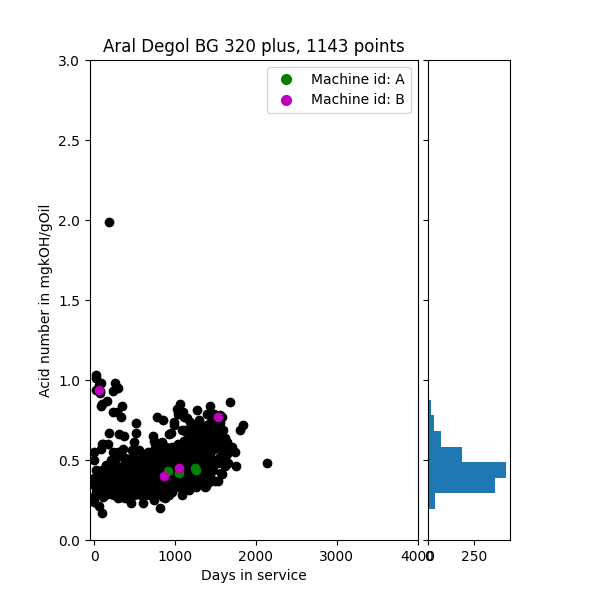 Aral Degol BG 320 plus, 1143 points
Machine id: A
Machine id: B
Acid number in mgkOH/gOil
3.0
2.5
2.0
1.5
1.0
0.5
0.0
0 1000 2000 3000 4000
0 250
Days in service